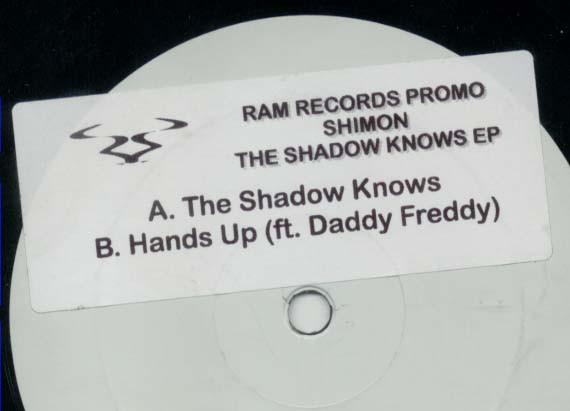 RAM RECORDS PROMO
SHIMON
THE SHADOW KNOWS EP
A. The Shadow Knows
B. Hands Up (ft. Daddy Freddy)